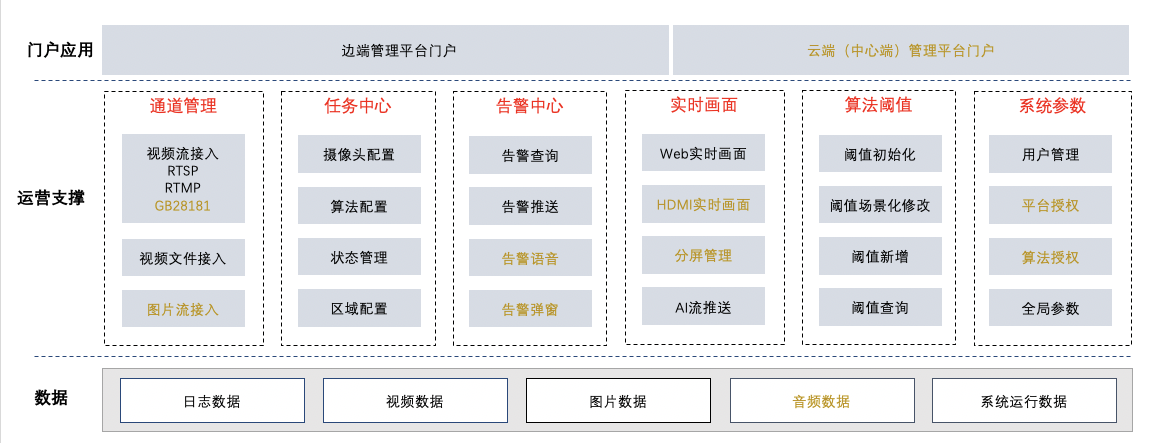 门户应用
边端管理平台门户
云端（中心端）管理平台门户
运营支撑
通道管理
视频流接入
RTSP
RTMP
GB28181
视频文件接入
图片流接入
任务中心
摄像头配置
算法配置
状态管理
区域配置
告警中心
告警查询
告警推送
告警语音
告警弹窗
实时画面
Web实时画面
HDMI实时画面
分屏管理
AI流推送
算法阈值
阈值初始化
阈值场景化修改
阈值新增
阈值查询
系统参数
用户管理
平台授权
算法授权
全局参数
数据
日志数据
视频数据
图片数据
音频数据
系统运行数据